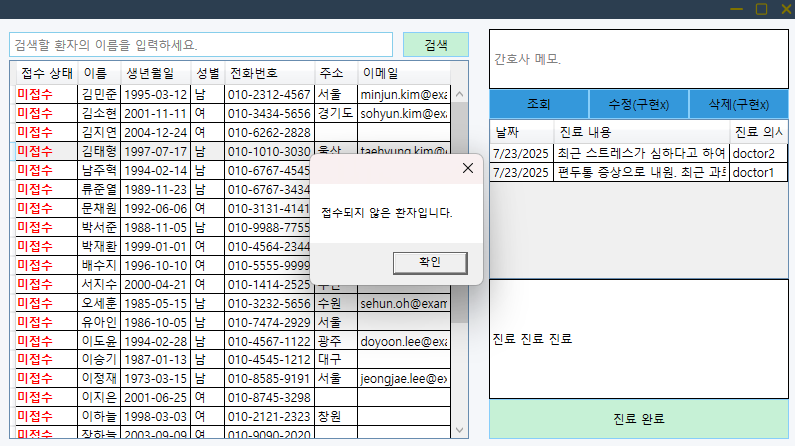 검색할 환자의 이름을 입력하세요. 검색
접수 상태 이름 생년월일 성별 전화번호 주소 이메일
미접수 김민준 1995-03-12 남 010-2312-4567 서울 minjun.kim@exa
미접수 김소현 2001-11-11 여 010-3434-5656 경기도 sohyun.kim@exa
미접수 김지연 2004-12-24 여 010-6262-2828
미접수 김태형 1997-07-17 남 010-1010-3030 울산 taehyung.kim@
미접수 남주혁 1994-02-14 남 010-6767-4545
미접수 류준열 1989-11-23 남 010-6767-3434
미접수 문채원 1992-06-06 여 010-3131-4141
미접수 박서준 1988-11-05 남 010-9988-7755
미접수 박재환 1999-01-01 여 010-4564-2344
미접수 배수지 1996-10-10 여 010-5555-9999
미접수 서지수 2000-04-21 여 010-1414-2525
미접수 오세훈 1985-05-15 남 010-3232-5656 수원 sehun.oh@exam
미접수 유아인 1986-10-05 남 010-7474-2929 서울
미접수 이도윤 1994-02-28 남 010-4567-1122 광주 doyoon.lee@exa
미접수 이승기 1987-01-13 남 010-4545-1212 대구
미접수 이정재 1973-03-15 남 010-8585-9191 서울 jeongjae.lee@ex
미접수 이지은 2001-06-25 여 010-8745-3298
미접수 이하늘 1998-03-03 여 010-2121-2323 창원
미접수 장하늘 2003-09-09 여 010-9090-2020
접수되지 않은 환자입니다.
확인
간호사 메모.
조회 수정(구현x) 삭제(구현x)
날짜 진료 내용 진료 의사
7/23/2025 최근 스트레스가 심하다고 하여 doctor2
7/23/2025 편두통 증상으로 내원. 최근 과로 doctor1
진료 진료 진료
진료 완료